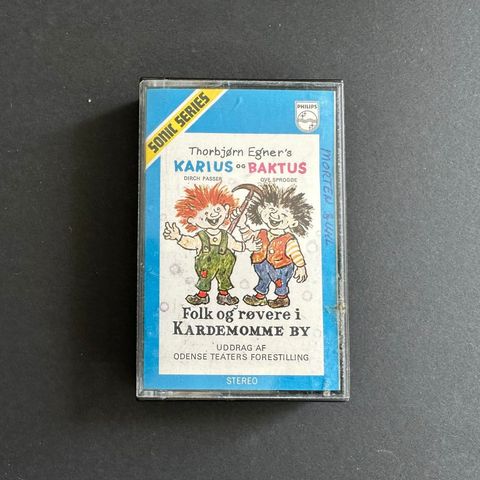 SONIC SERIES
PHILIPS
Thorbjørn Egner's
KARIUS OG BAKTUS
DIRCH PASSER OVE SPROGØE
MORTEN
Folk og røvere i
KARDEMOMME BY
UDDRAG AF
ODENSE TEATERS FORESTILLING
STEREO